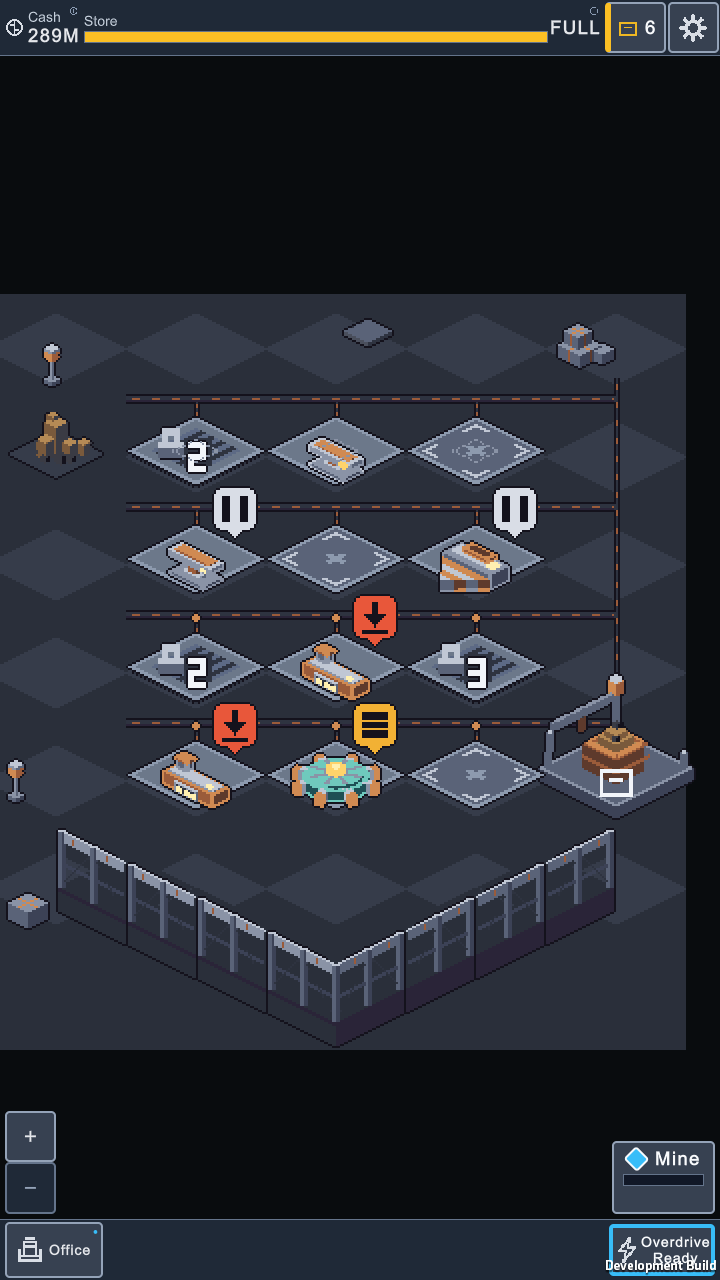 Cash
289M
Store
FULL
6
2
2
3
+
−
Mine
Office
Overdrive
Ready
Development Build